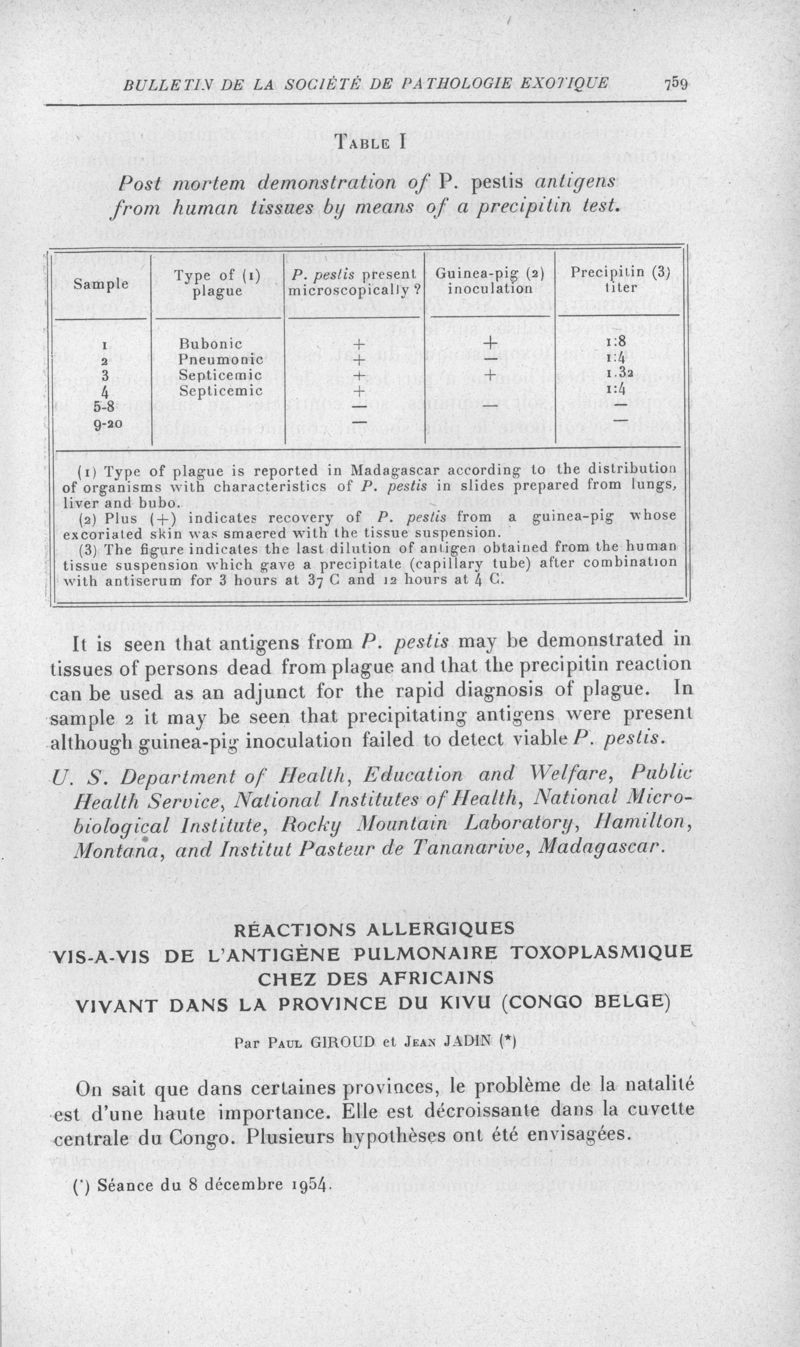 BULLETIN DE LA SOCIÉTÉ DE PATHOLOGIE EXOTIQUE 759
TABLE I
Post mortem demonstration of P. pestis antigens
from human tissues by means of a precipitin test.
Sample | Type of (1) plague | P. pestis present microscopically ? | Guinea-pig (2) inoculation | Precipitin (3) titer
1 | Bubonic | + | + | 1:8
2 | Pneumonic | + | — | 1:4
3 | Septicemic | + | + | 1.32
4 | Septicemic | + | | 1:4
5-8 | | — | — | —
9-20 | | — | | —
(1) Type of plague is reported in Madagascar according to the distribution
of organisms with characteristics of P. pestis in slides prepared from lungs,
liver and bubo.
(2) Plus (+) indicates recovery of P. pestis from a guinea-pig whose
excoriated skin was smaered with the tissue suspension.
(3) The figure indicates the last dilution of antigen obtained from the human
tissue suspension which gave a precipitate (capillary tube) after combination
with antiserum for 3 hours at 37 C and 12 hours at 4 C.
It is seen that antigens from P. pestis may be demonstrated in
tissues of persons dead from plague and that the precipitin reaction
can be used as an adjunct for the rapid diagnosis of plague. In
sample 2 it may be seen that precipitating antigens were present
although guinea-pig inoculation failed to detect viable P. pestis.
U. S. Department of Health, Education and Welfare, Public
Health Service, National Institutes of Health, National Micro-
biological Institute, Rocky Mountain Laboratory, Hamilton,
Montana, and Institut Pasteur de Tananarive, Madagascar.
RÉACTIONS ALLERGIQUES
VIS-A-VIS DE L'ANTIGÈNE PULMONAIRE TOXOPLASMIQUE
CHEZ DES AFRICAINS
VIVANT DANS LA PROVINCE DU KIVU (CONGO BELGE)
Par PAUL GIROUD et JEAN JADIN (*)
On sait que dans certaines provinces, le problème de la natalité
est d'une haute importance. Elle est décroissante dans la cuvette
centrale du Congo. Plusieurs hypothèses ont été envisagées.
(*) Séance du 8 décembre 1954.